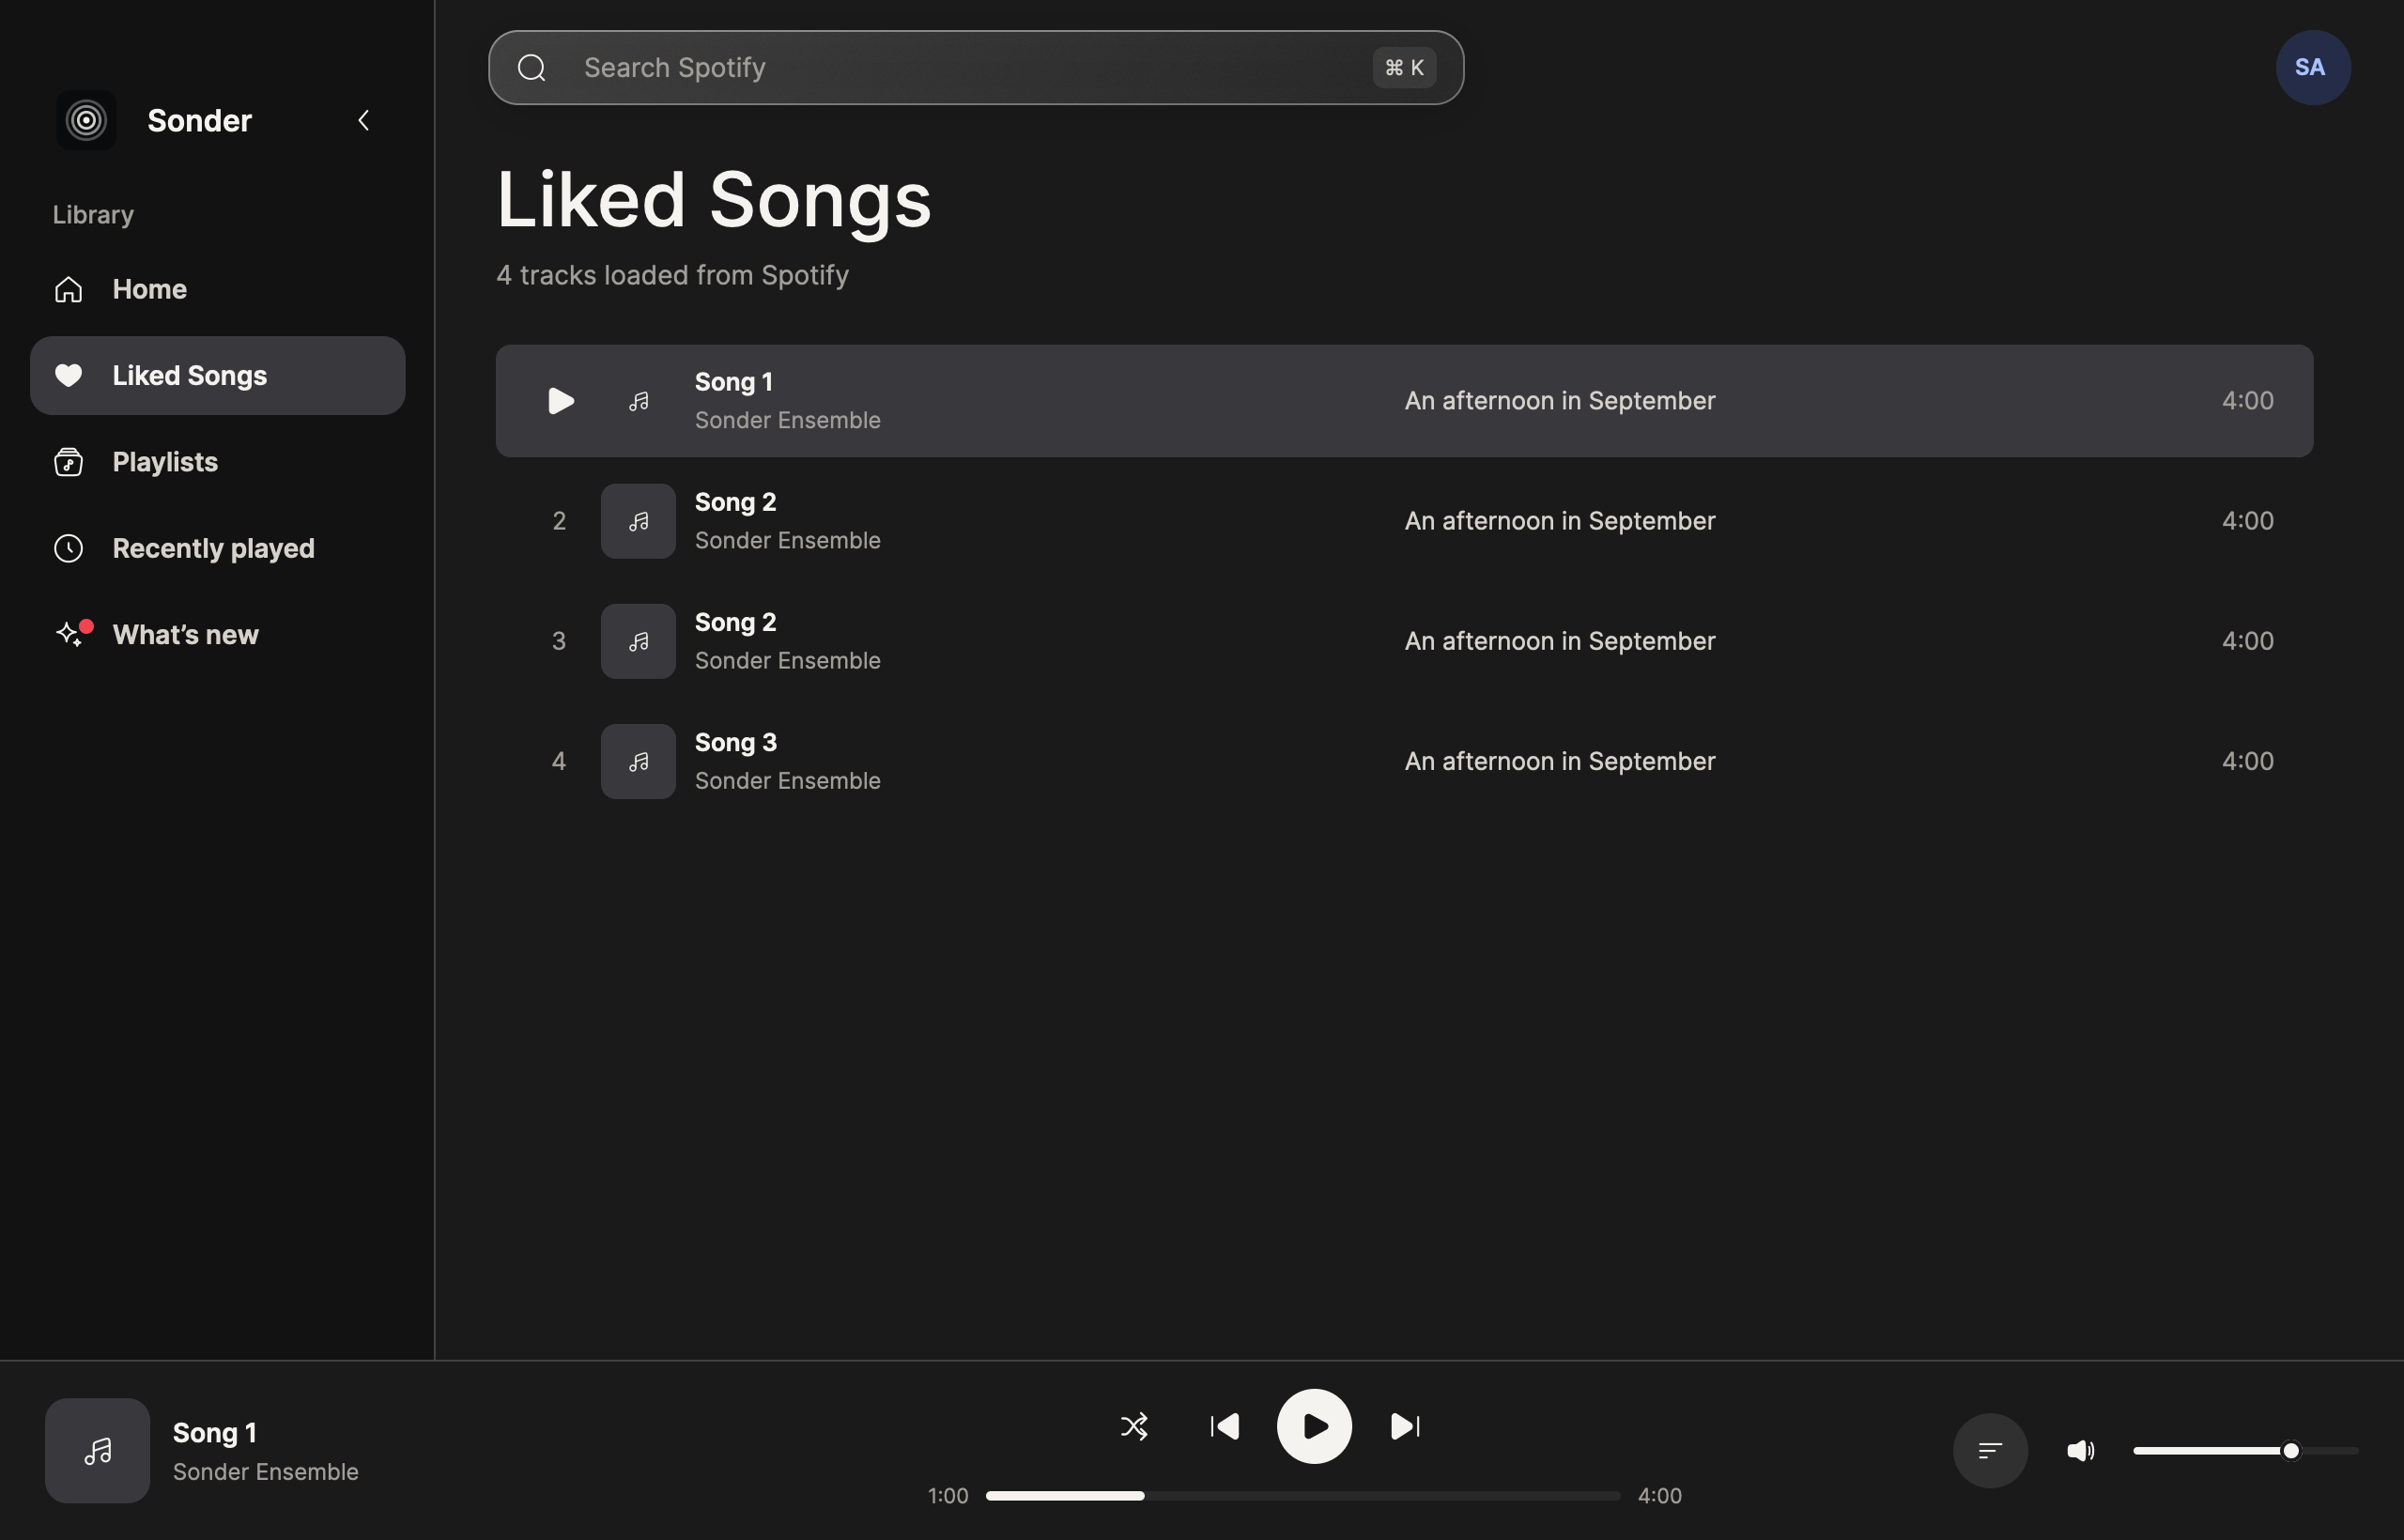 Search Spotify
⌘ K
SA
Sonder
Library
Home
Liked Songs
Playlists
Recently played
What’s new
Liked Songs
4 tracks loaded from Spotify
Song 1
Sonder Ensemble
An afternoon in September
4:00
2
Song 2
Sonder Ensemble
An afternoon in September
4:00
3
Song 2
Sonder Ensemble
An afternoon in September
4:00
4
Song 3
Sonder Ensemble
An afternoon in September
4:00
Song 1
Sonder Ensemble
1:00
4:00